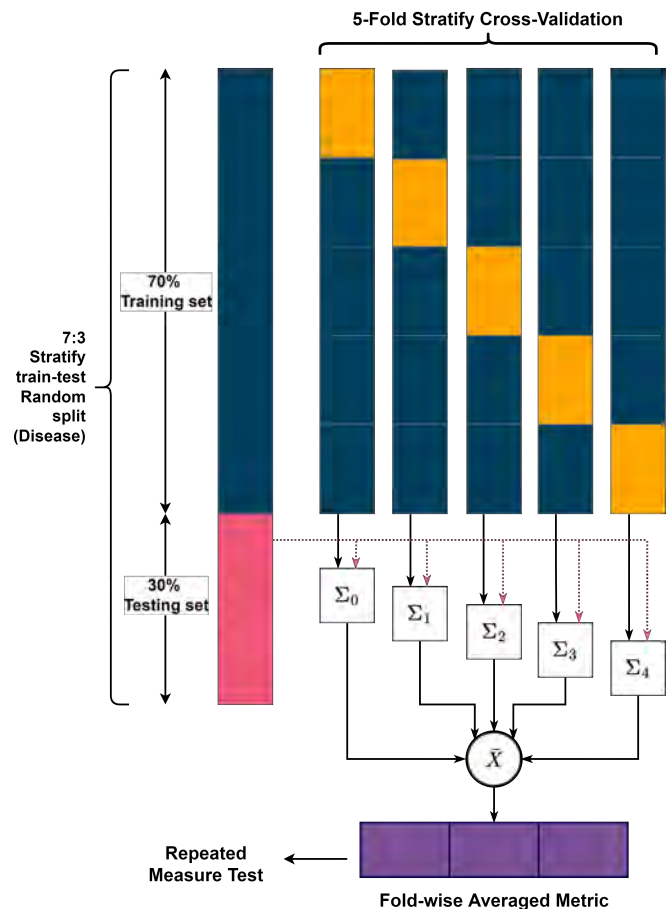 5-Fold Stratify Cross-Validation
70%
Training set
7:3
Stratify
train-test
Random
split
(Disease)
30%
Testing set
Σ0
Σ1
Σ2
Σ3
Σ4
X̄
Repeated
Measure Test
Fold-wise Averaged Metric